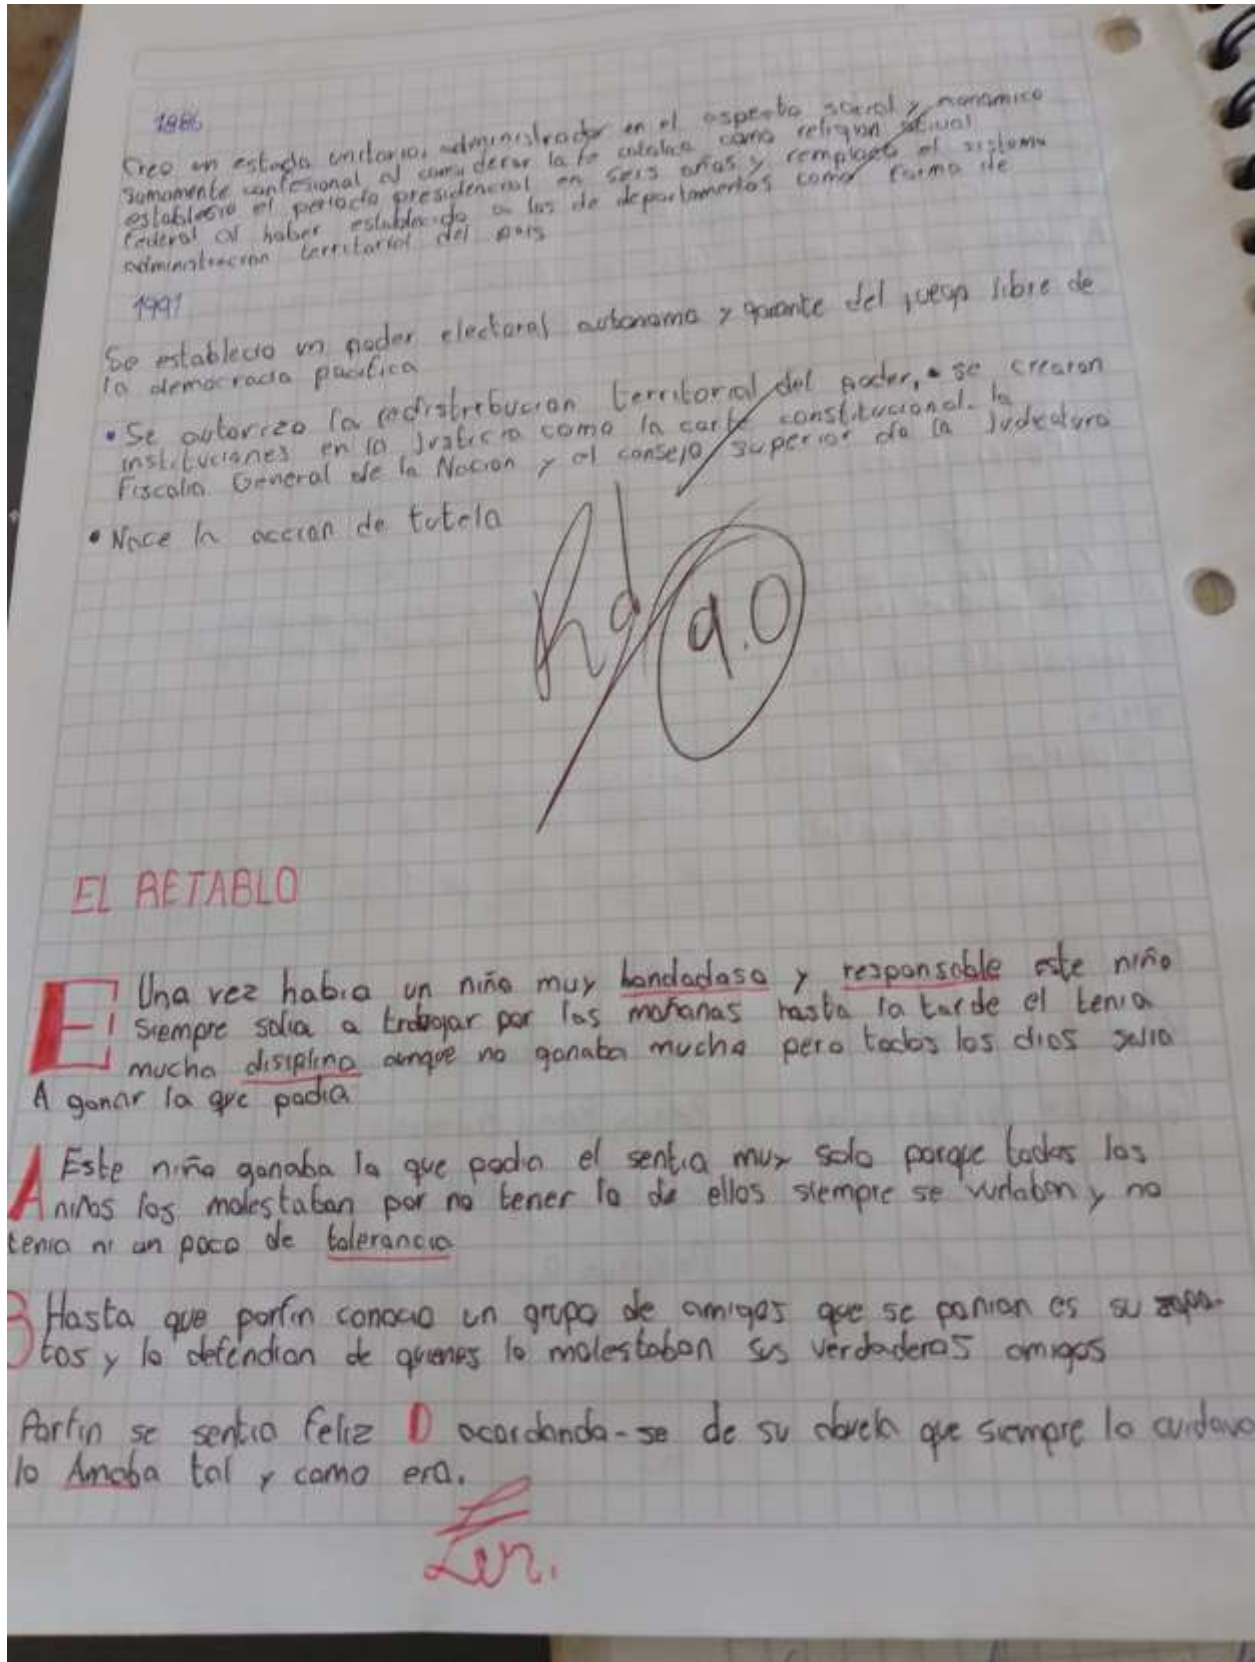 1986
Creo un estado unitario, administrador en el aspecto social y economico
Sumamente confesional al considerar la fe catolica como religion
establecio el periodo presidencial en seis años y remplazo el sistema
federal al haber establecido a los de departamentos como forma de
administracion territorial del pais
1991
Se establecio un poder electoral autonomo y garante del juego libre de
la democracia pacifica
• Se autorizo la redistribucion territorial del poder, • se crearon
instituciones en la Justicia como la corte constitucional. la
Fiscalia General de la Nacion y el consejo superior de la Judicatura
• Nace la accion de tutela
9.0
EL RETABLO
E Una vez habia un niño muy bondadoso y responsable este niño
siempre salia a trabajar por las mañanas hasta la tarde el tenia
mucha disiplina aunque no ganaba mucho pero todos los dias salia
A ganar lo que podia
A Este niño ganaba lo que podia el sentia muy solo porque todos los
niños los molestaban por no tener lo de ellos siempre se vurlaban y no
tenia ni un poco de tolerancia
B Hasta que porfin conocio un grupo de amigos que se ponian es su zapa-
tos y lo defendian de quienes lo molestaban sus verdaderos amigos
Porfin se sentia feliz D acordando-se de su abuela que siempre lo cuidava
lo Amaba tal y como era.
Fin.